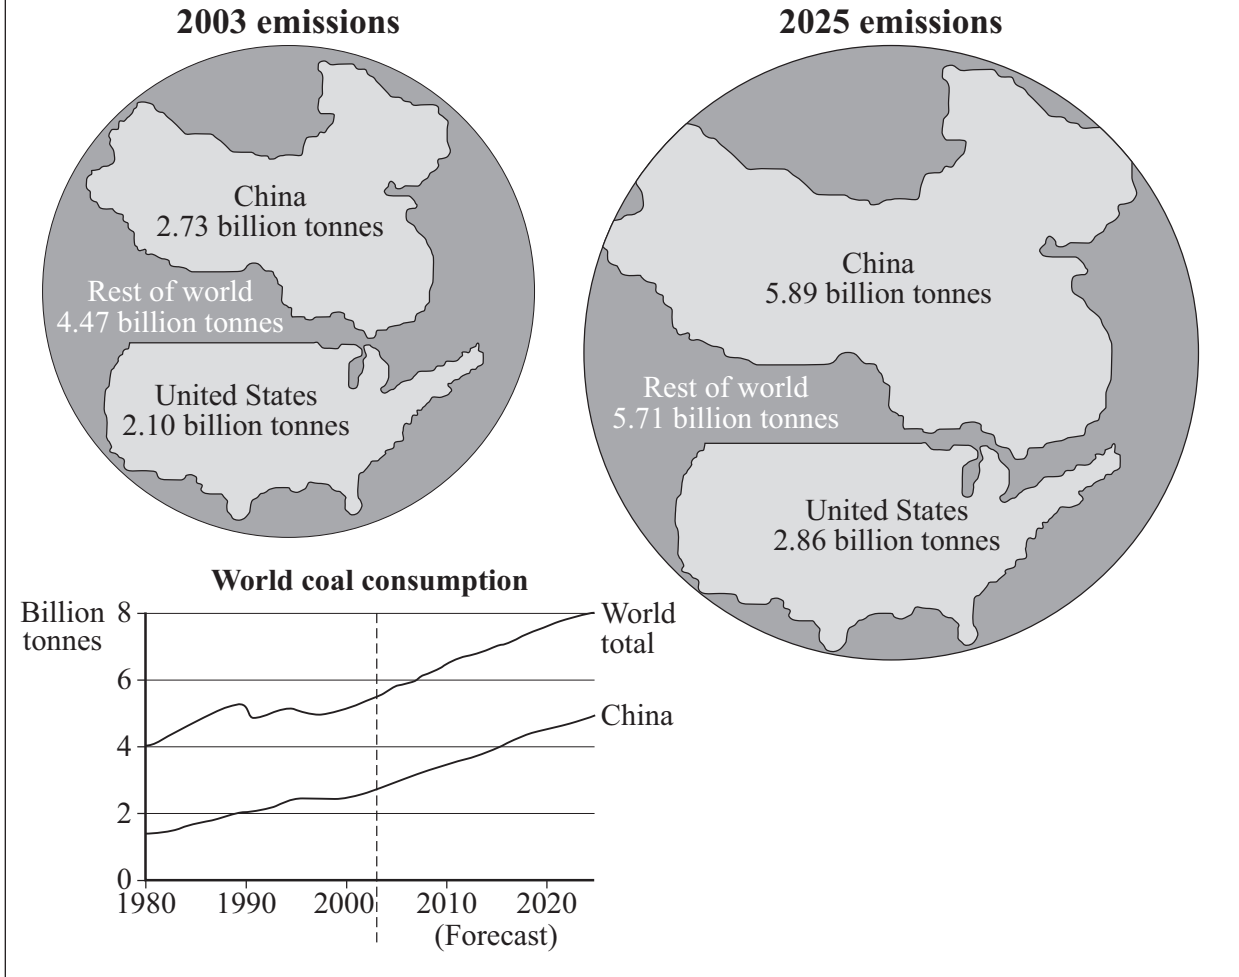 2003 emissions
China
2.73 billion tonnes
Rest of world
4.47 billion tonnes
United States
2.10 billion tonnes
2025 emissions
China
5.89 billion tonnes
Rest of world
5.71 billion tonnes
United States
2.86 billion tonnes
World coal consumption
Billion
tonnes
8
6
4
2
0
World
total
China
1980 1990 2000 2010 2020
(Forecast)